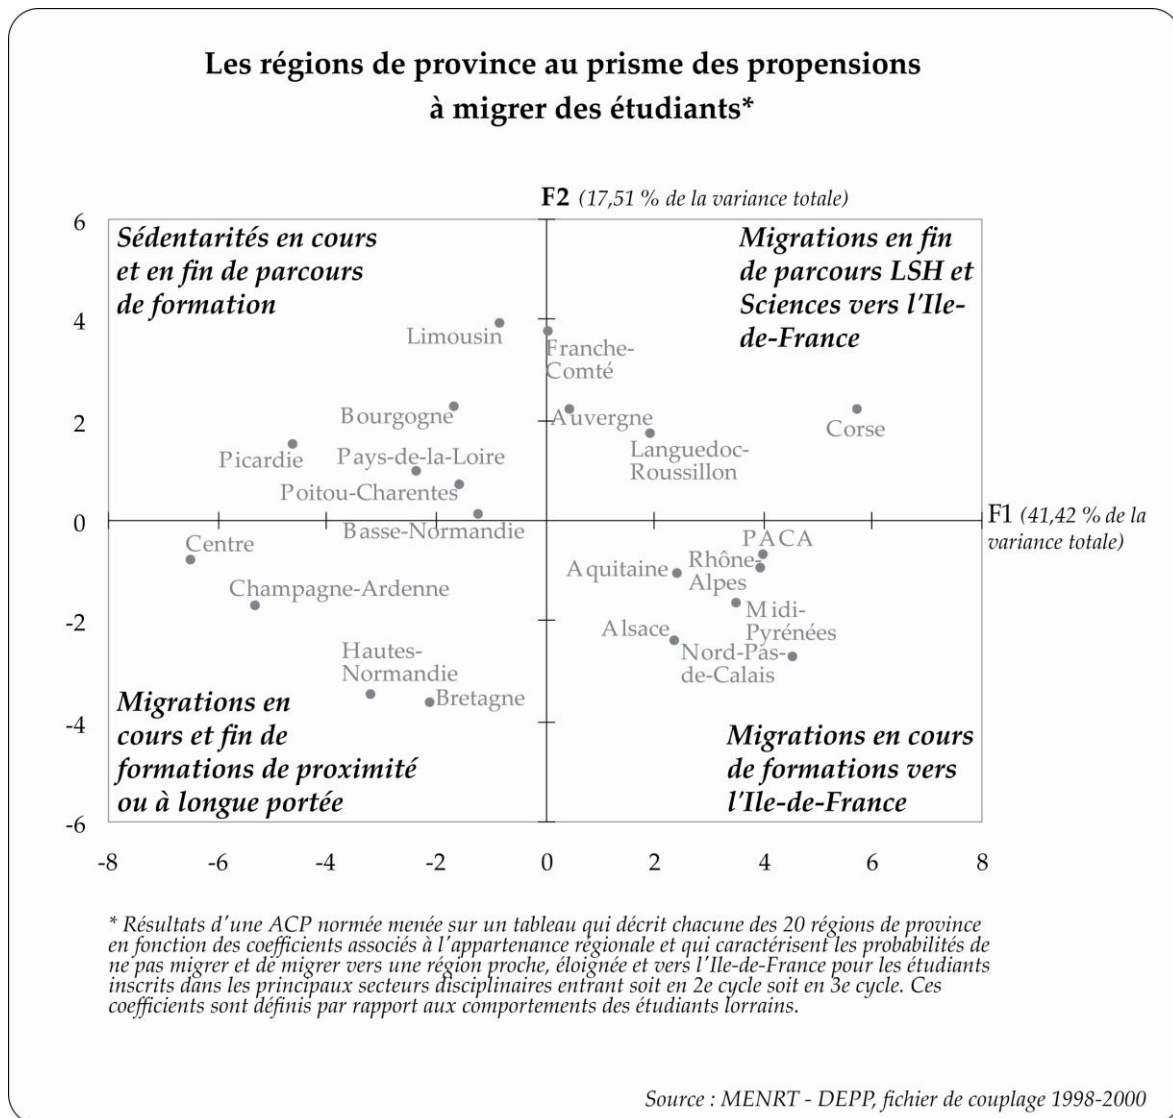 Les régions de province au prisme des propensions
à migrer des étudiants*
F2 (17,51 % de la variance totale)
6
4
2
0
-2
-4
-6
Sédentarités en cours
et en fin de parcours
de formation
Migrations en fin
de parcours LSH et
Sciences vers l'Ile-
de-France
Limousin
Franche-
Comté
Bourgogne
Auvergne
Corse
Picardie
Pays-de-la-Loire
Languedoc-
Roussillon
Poitou-Charentes
Basse-Normandie
F1 (41,42 % de la
variance totale)
Centre
PACA
Champagne-Ardenne
Aquitaine
Rhône-
Alpes
Midi-
Pyrénées
Alsace
Nord-Pas-
de-Calais
Hautes-
Normandie
Bretagne
Migrations en
cours et fin de
formations de proximité
ou à longue portée
Migrations en cours
de formations vers
l'Ile-de-France
-8 -6 -4 -2 0 2 4 6 8
* Résultats d'une ACP normée menée sur un tableau qui décrit chacune des 20 régions de province
en fonction des coefficients associés à l'appartenance régionale et qui caractérisent les probabilités de
ne pas migrer et de migrer vers une région proche, éloignée et vers l'Ile-de-France pour les étudiants
inscrits dans les principaux secteurs disciplinaires entrant soit en 2e cycle soit en 3e cycle. Ces
coefficients sont définis par rapport aux comportements des étudiants lorrains.
Source : MENRT - DEPP, fichier de couplage 1998-2000